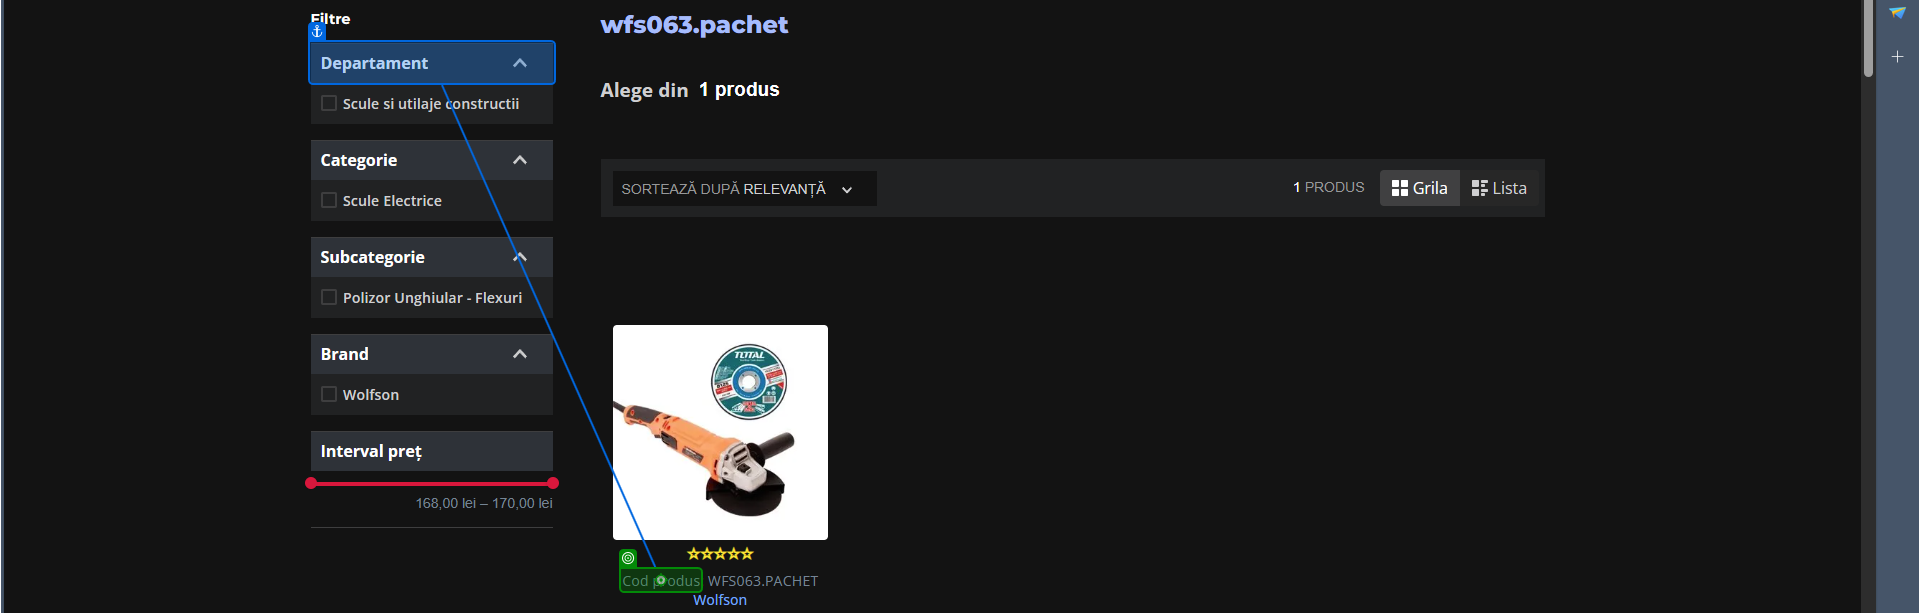 Filtre
Departament
Scule si utilaje constructii
Categorie
Scule Electrice
Subcategorie
Polizor Unghiular - Flexuri
Brand
Wolfson
Interval preț
168,00 lei – 170,00 lei
wfs063.pachet
Alege din 1 produs
SORTEAZĂ DUPĂ RELEVANȚĂ
1 PRODUS
Grila
Lista
TOTAL
Cod produs WFS063.PACHET
Wolfson